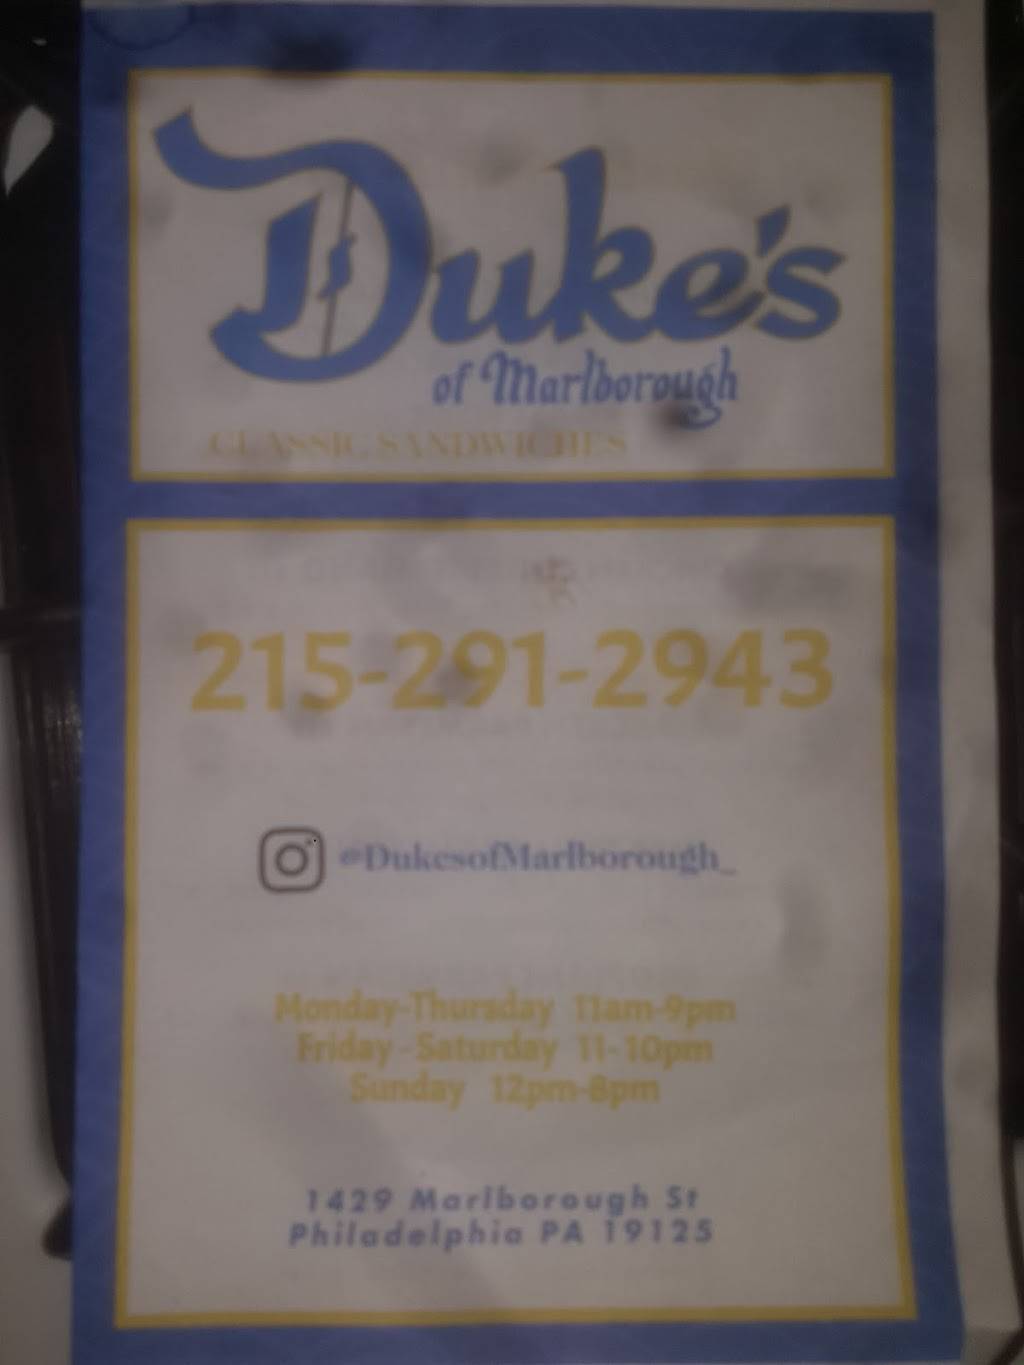 Duke's
of Marlborough
CLASSIC SANDWICHES
215-291-2943
@DukesofMarlborough_
Monday-Thursday 11am-9pm
Friday-Saturday 11-10pm
Sunday 12pm-8pm
1429 Marlborough St
Philadelphia PA 19125